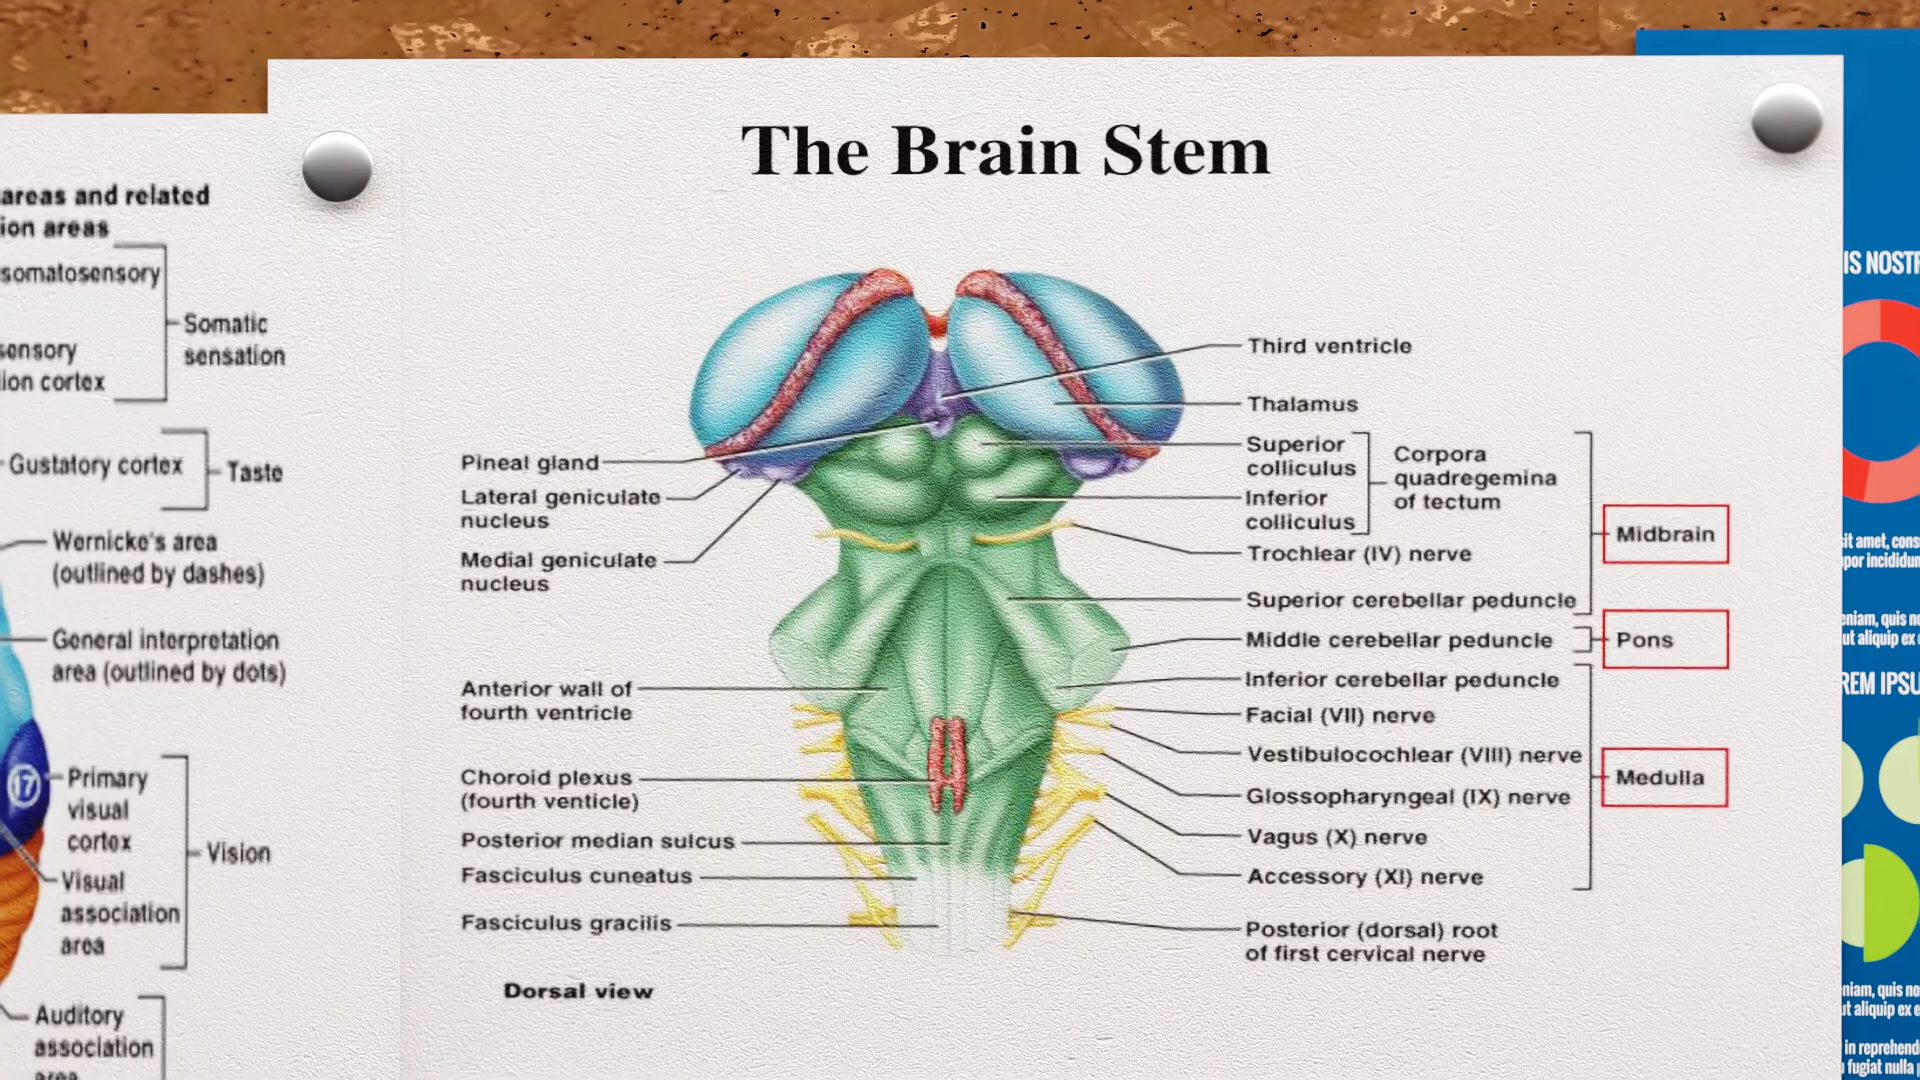 The Brain Stem
areas and related
ion areas
somatosensory
Somatic
sensation
sensory
cortex
Gustatory cortex
Taste
Wernicke's area
(outlined by dashes)
General interpretation
area (outlined by dots)
17
Primary
visual
cortex
Vision
Visual
association
area
Auditory
association
area
Pineal gland
Lateral geniculate
nucleus
Medial geniculate
nucleus
Anterior wall of
fourth ventricle
Choroid plexus
(fourth venticle)
Posterior median sulcus
Fasciculus cuneatus
Fasciculus gracilis
Dorsal view
Third ventricle
Thalamus
Superior
colliculus
Inferior
colliculus
Corpora
quadregemina
of tectum
Trochlear (IV) nerve
Superior cerebellar peduncle
Midbrain
Middle cerebellar peduncle
Pons
Inferior cerebellar peduncle
Facial (VII) nerve
Vestibulocochlear (VIII) nerve
Glossopharyngeal (IX) nerve
Vagus (X) nerve
Accessory (XI) nerve
Medulla
Posterior (dorsal) root
of first cervical nerve
IS NOSTR
sit amet, cons
por incididun
eniam, quis no
ut aliquip ex
REM IPSU
niam, quis no
ut aliquip ex e
in reprehend
fugiat nulla